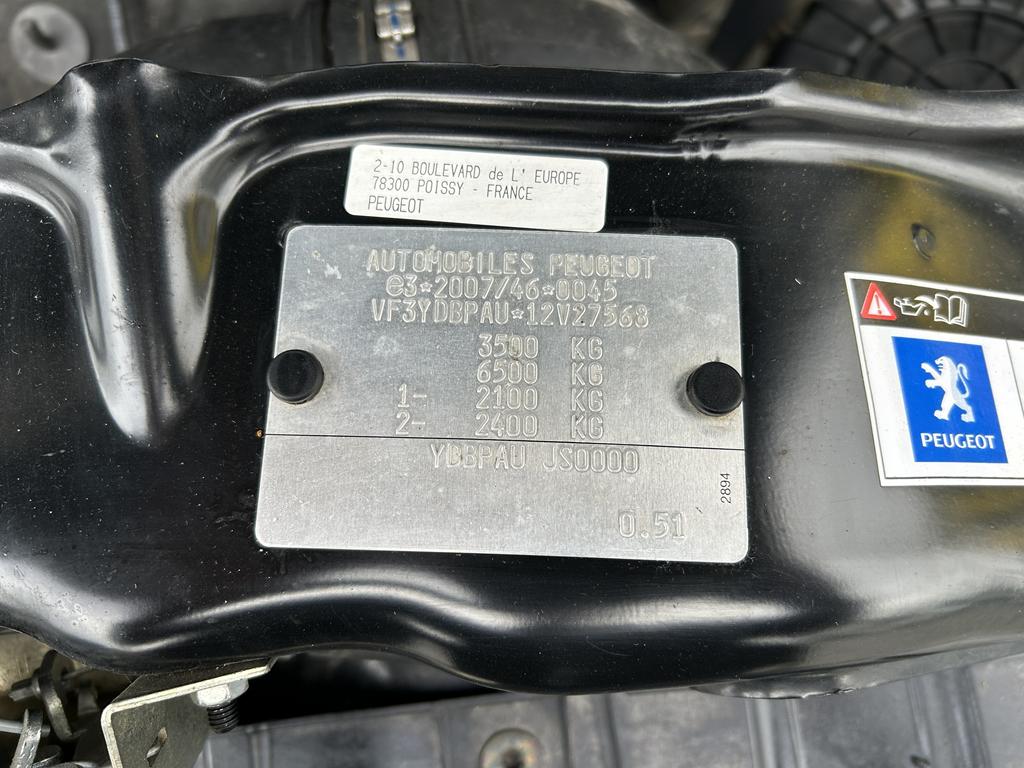 2-10 BOULEVARD de L' EUROPE
78300 POISSY - FRANCE
PEUGEOT
AUTOMOBILES PEUGEOT
e3*2007/46*0045
VF3YDBPAU*12V27568
3500 KG
6500 KG
1- 2100 KG
2- 2400 KG
YDBPAU JS0000
2894
0.51
PEUGEOT